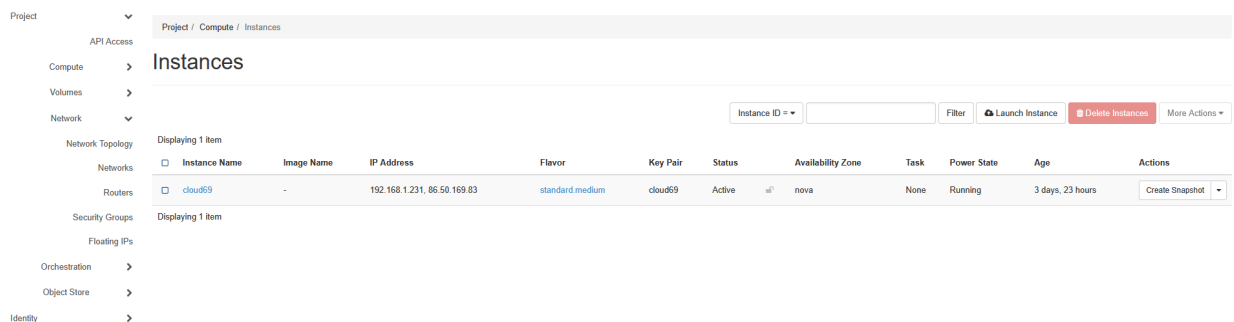 Project
API Access
Compute
Volumes
Network
Network Topology
Networks
Routers
Security Groups
Floating IPs
Orchestration
Object Store
Identity
Project / Compute / Instances
Instances
Instance ID = Filter Launch Instance Delete Instances More Actions
Displaying 1 item
Instance Name Image Name IP Address Flavor Key Pair Status Availability Zone Task Power State Age Actions
cloud69 - 192.168.1.231, 86.50.169.83 standard.medium cloud69 Active nova None Running 3 days, 23 hours Create Snapshot
Displaying 1 item